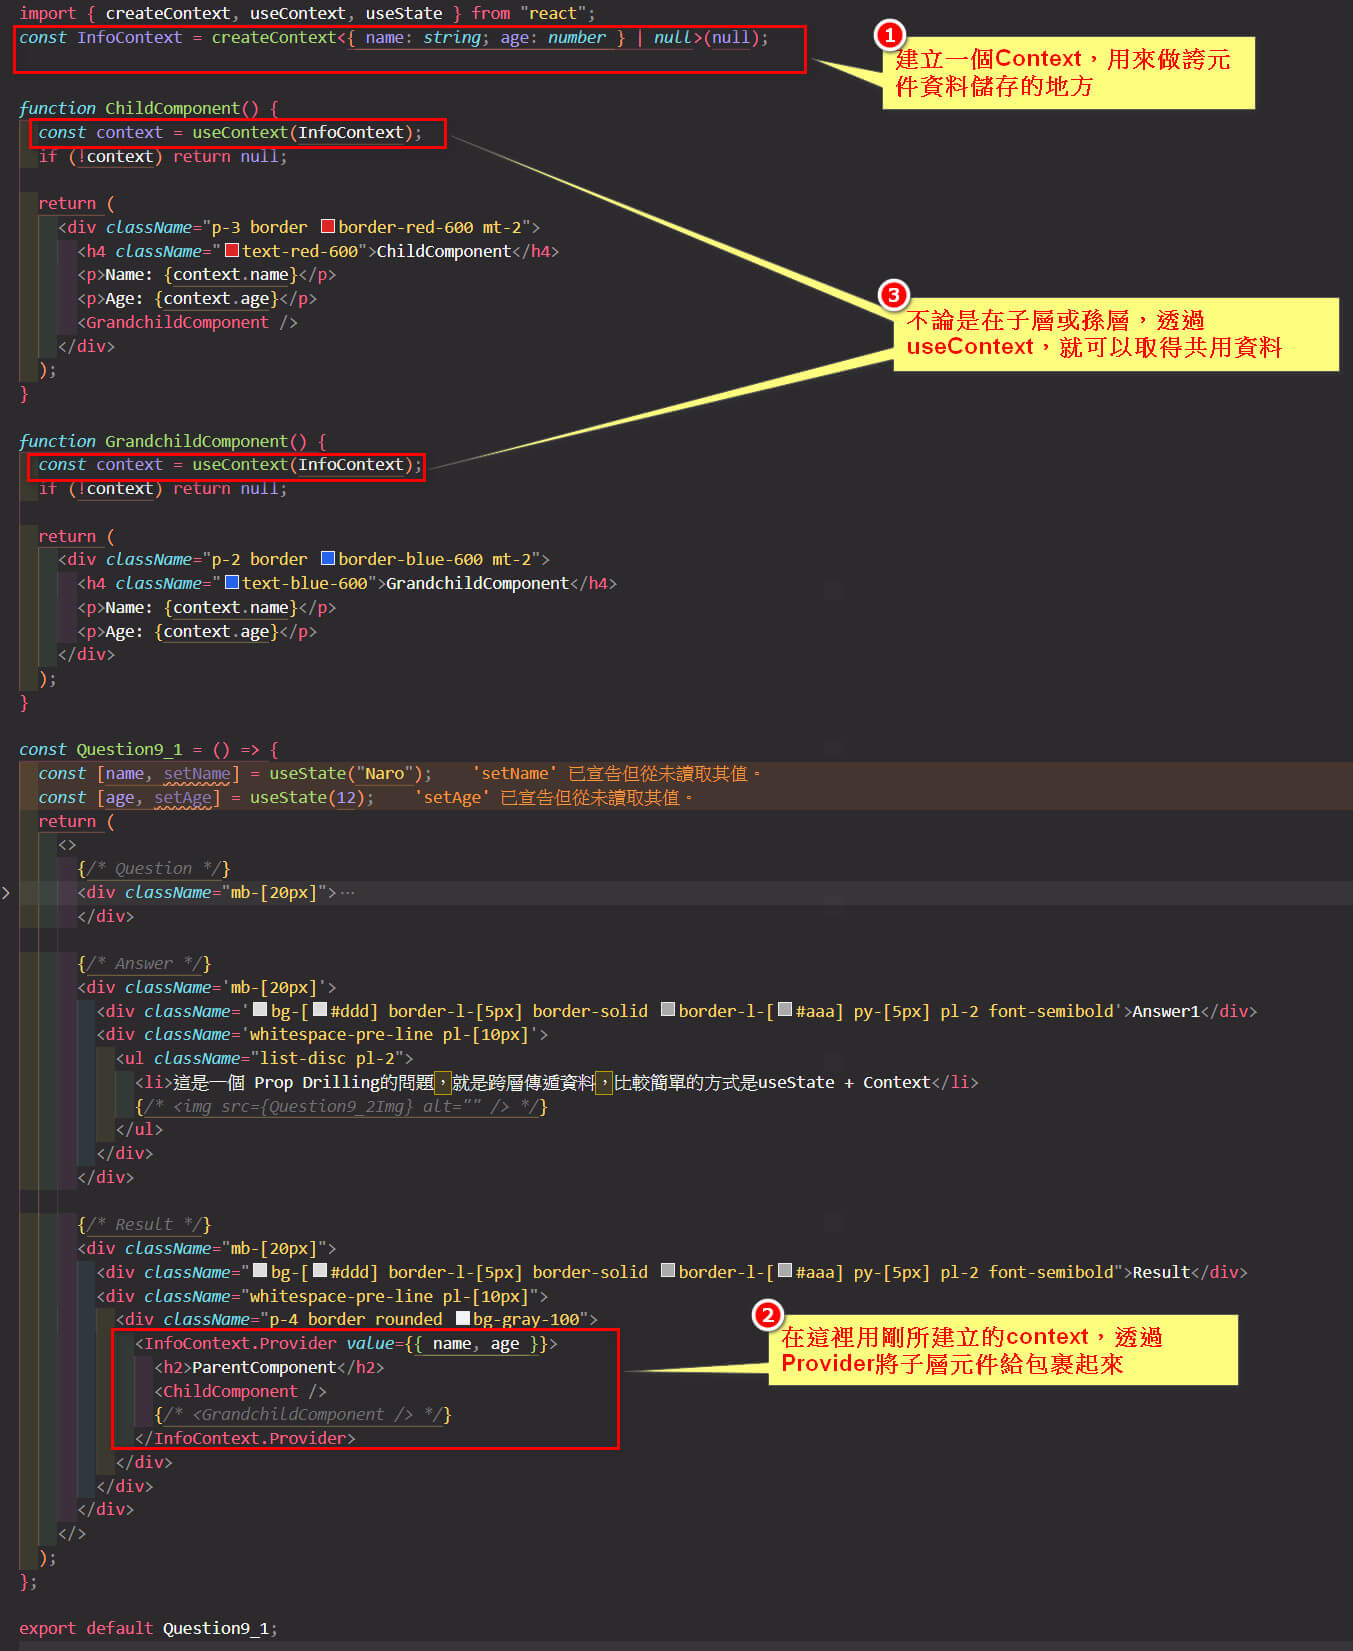 import { createContext, useContext, useState } from "react";
const InfoContext = createContext<{ name: string; age: number } | null>(null);
1
建立一個Context，用來做誇元
件資料儲存的地方
function ChildComponent() {
const context = useContext(InfoContext);
if (!context) return null;
return (
<div className="p-3 border border-red-600 mt-2">
<h4 className="text-red-600">ChildComponent</h4>
<p>Name: {context.name}</p>
<p>Age: {context.age}</p>
<GrandchildComponent />
</div>
);
}
3
不論是在子層或孫層，透過
useContext，就可以取得共用資料
function GrandchildComponent() {
const context = useContext(InfoContext);
if (!context) return null;
return (
<div className="p-2 border border-blue-600 mt-2">
<h4 className="text-blue-600">GrandchildComponent</h4>
<p>Name: {context.name}</p>
<p>Age: {context.age}</p>
</div>
);
}
const Question9_1 = () => {
const [name, setName] = useState("Naro"); 'setName' 已宣告但從未讀取其值。
const [age, setAge] = useState(12); 'setAge' 已宣告但從未讀取其值。
return (
<>
{/* Question */}
<div className="mb-[20px]">⋯
</div>
{/* Answer */}
<div className='mb-[20px]'>
<div className='bg-[#ddd] border-l-[5px] border-solid border-l-[#aaa] py-[5px] pl-2 font-semibold'>Answer1</div>
<div className='whitespace-pre-line pl-[10px]'>
<ul className="list-disc pl-2">
<li>這是一個 Prop Drilling的問題，就是跨層傳遞資料，比較簡單的方式是useState + Context</li>
{/* <img src={Question9_2Img} alt="" /> */}
</ul>
</div>
</div>
{/* Result */}
<div className="mb-[20px]">
<div className="bg-[#ddd] border-l-[5px] border-solid border-l-[#aaa] py-[5px] pl-2 font-semibold">Result</div>
<div className="whitespace-pre-line pl-[10px]">
<div className="p-4 border rounded bg-gray-100">
<InfoContext.Provider value={{ name, age }}>
<h2>ParentComponent</h2>
<ChildComponent />
{/* <GrandchildComponent /> */}
</InfoContext.Provider>
</div>
</div>
</div>
</>
);
};
2
在這裡用剛所建立的context，透過
Provider將子層元件給包裹起來
export default Question9_1;